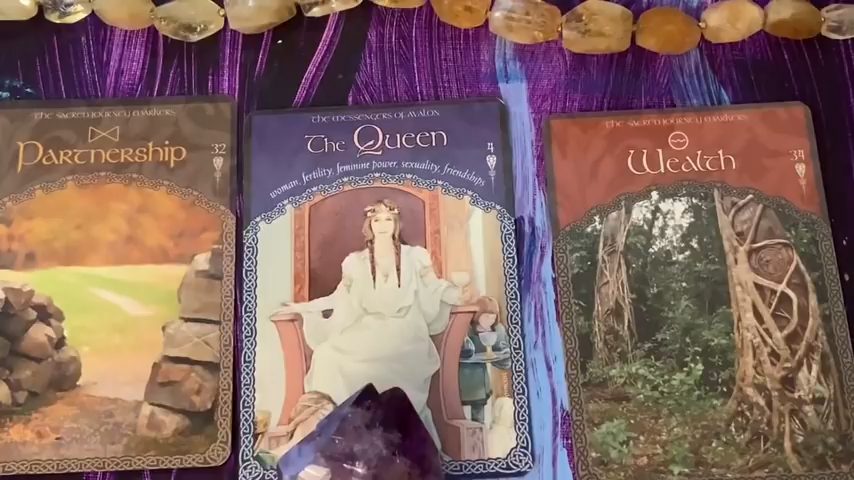 The Sacred Journey Markers
Partnership
32
The Messengers of Avalon
The Queen
4
woman, fertility, feminine power, sexuality, friendships
The Sacred Journey Markers
Wealth
34